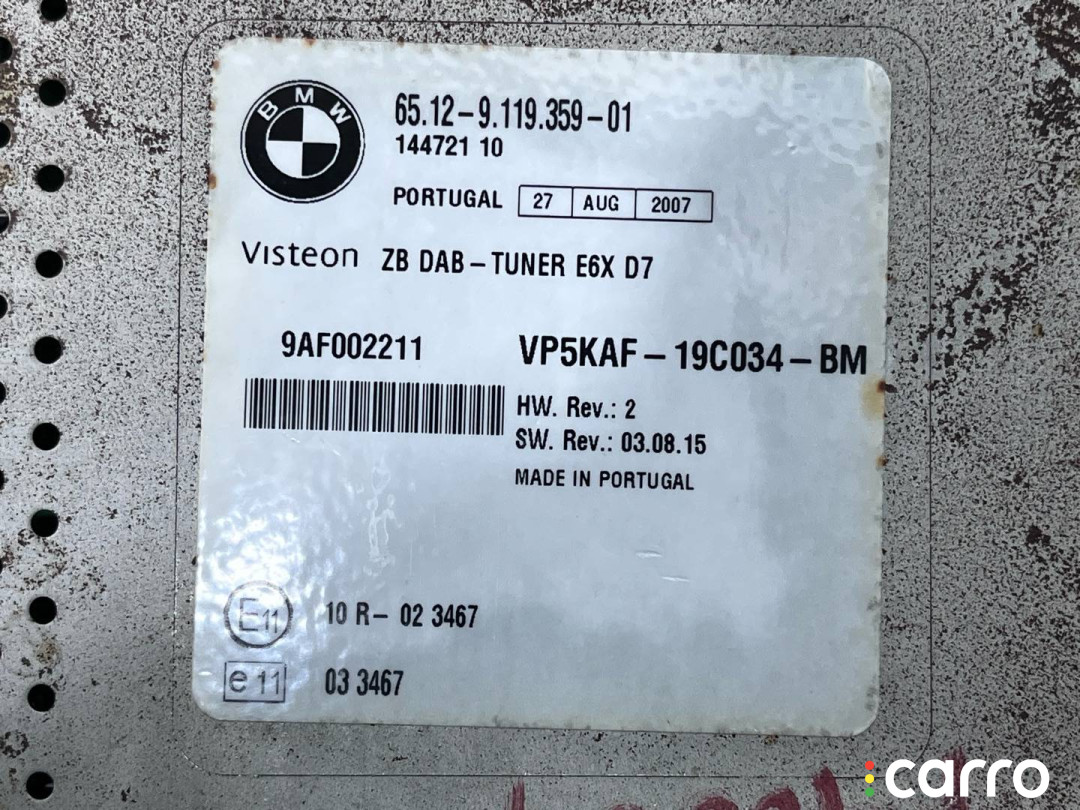 BMW
65.12-9.119.359-01
144721 10
PORTUGAL 27 AUG 2007
Visteon ZB DAB-TUNER E6X D7
9AF002211
VP5KAF-19C034-BM
HW. Rev.: 2
SW. Rev.: 03.08.15
MADE IN PORTUGAL
E11 10 R- 02 3467
e11 03 3467
carro